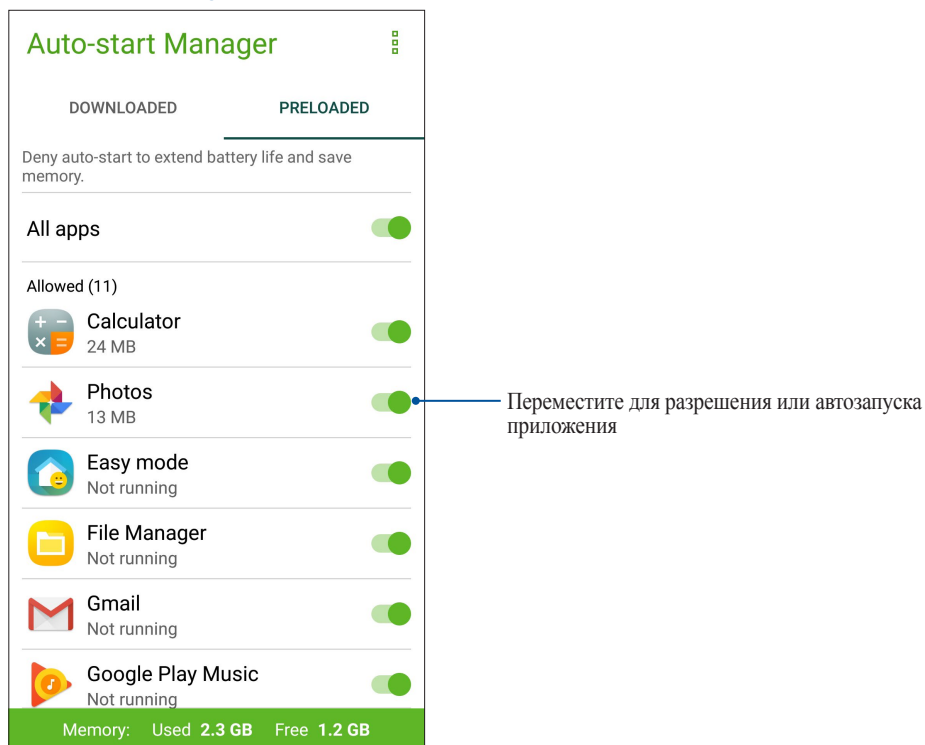 Auto-start Manager
DOWNLOADED PRELOADED
Deny auto-start to extend battery life and save
memory.
All apps
Allowed (11)
Calculator
24 MB
Photos
13 MB
Переместите для разрешения или автозапуска
приложения
Easy mode
Not running
File Manager
Not running
Gmail
Not running
Google Play Music
Not running
Memory: Used 2.3 GB Free 1.2 GB